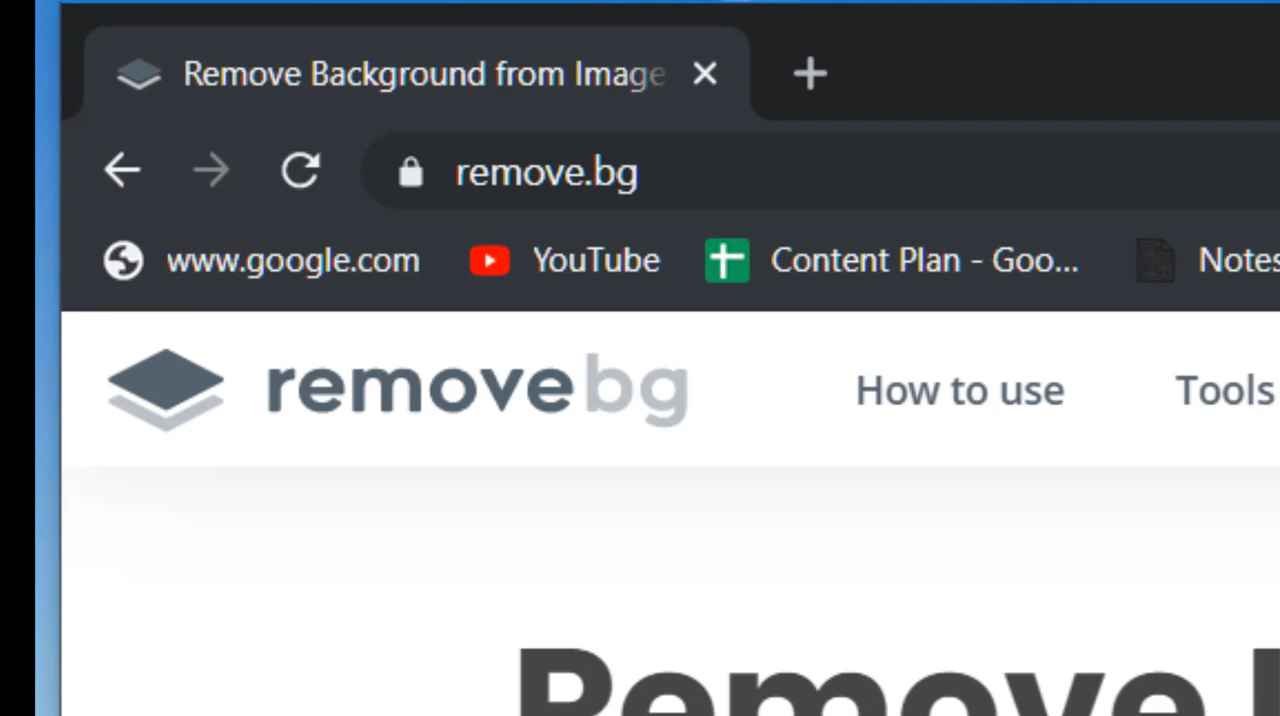 Remove Background from Image
remove.bg
www.google.com YouTube Content Plan - Goo... Notes
removebg How to use Tools
Remove